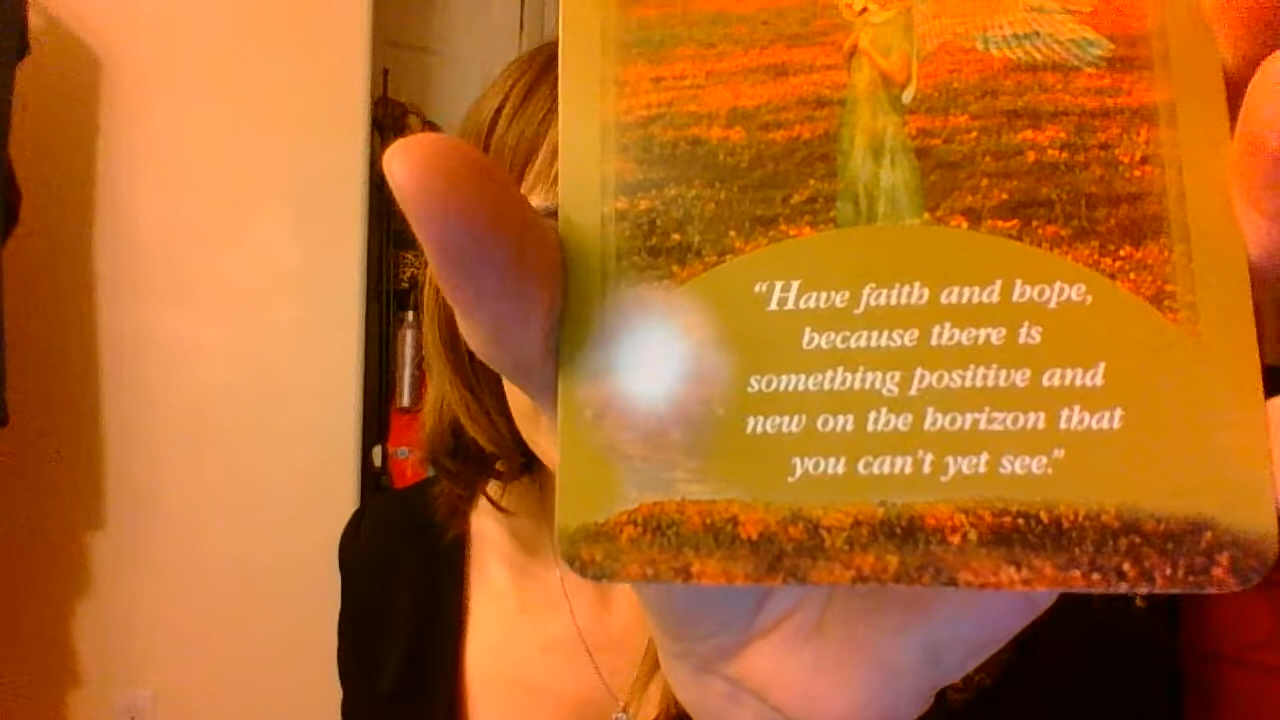 “Have faith and hope,
because there is
something positive and
new on the horizon that
you can't yet see.”